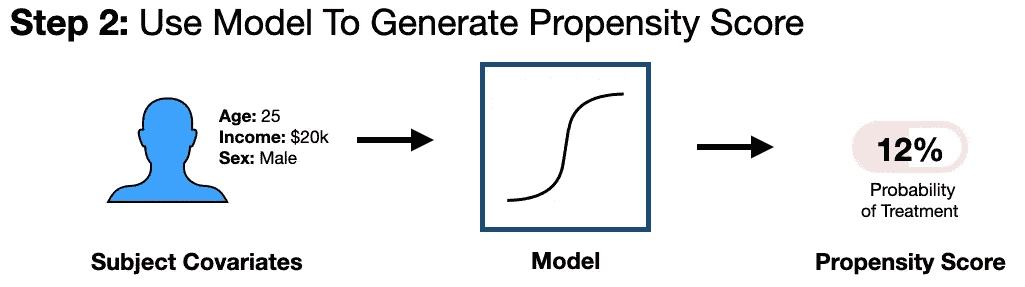 Step 2: Use Model To Generate Propensity Score
Age: 25
Income: $20k
Sex: Male
12%
Probability
of Treatment
Subject Covariates
Model
Propensity Score